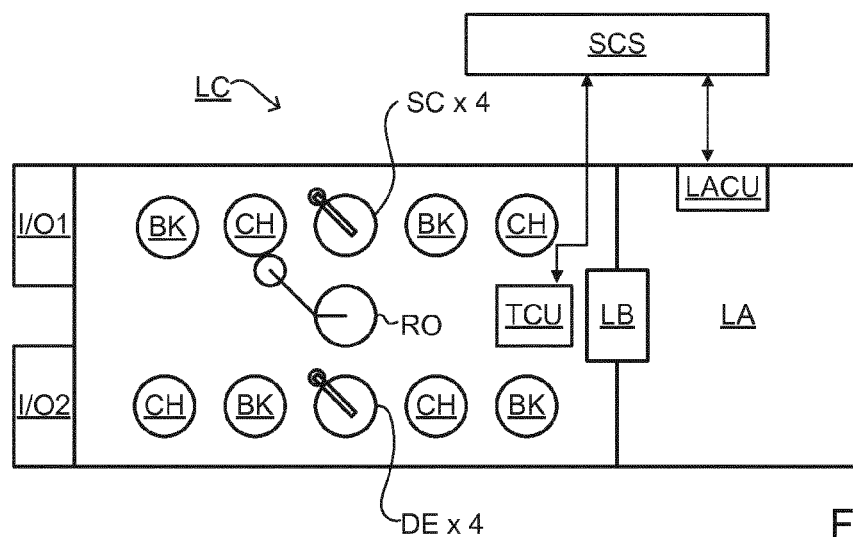 SCS
LC
SC x 4
LACU
I/O1
BK
CH
BK
CH
RO
TCU
LB
LA
I/O2
CH
BK
CH
BK
DE x 4
F